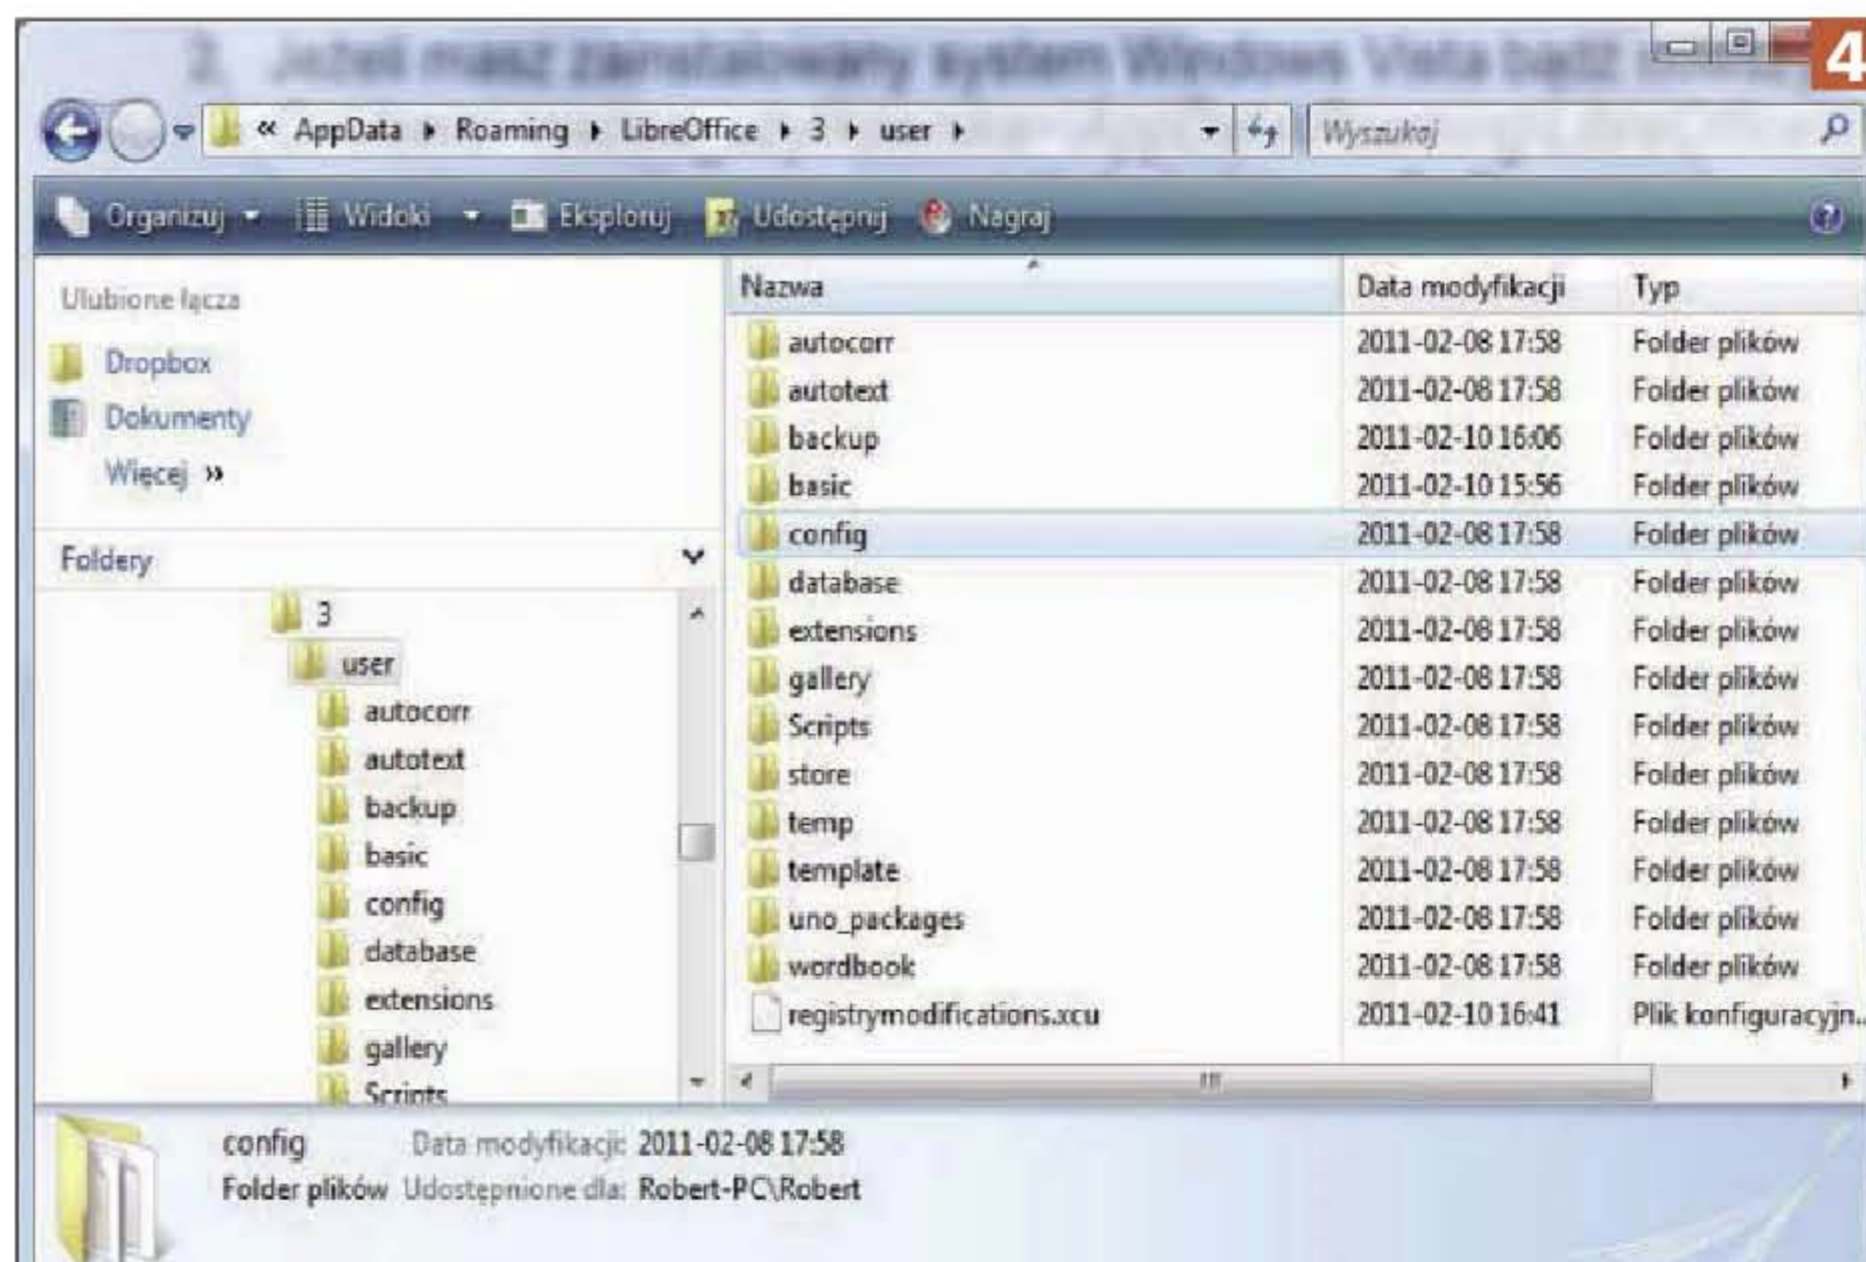 2. Jeżeli masz zainstalowany system Windows Vista bądź
4
« AppData ▸ Roaming ▸ LibreOffice ▸ 3 ▸ user ▸
Wyszukaj
Organizuj Widoki Eksploruj Udostępnij Nagraj
Ulubione łącza
Dropbox
Dokumenty
Więcej »
Foldery
3
user
autocorr
autotext
backup
basic
config
database
extensions
gallery
Scripts
Nazwa Data modyfikacji Typ
autocorr 2011-02-08 17:58 Folder plików
autotext 2011-02-08 17:58 Folder plików
backup 2011-02-10 16:06 Folder plików
basic 2011-02-10 15:56 Folder plików
config 2011-02-08 17:58 Folder plików
database 2011-02-08 17:58 Folder plików
extensions 2011-02-08 17:58 Folder plików
gallery 2011-02-08 17:58 Folder plików
Scripts 2011-02-08 17:58 Folder plików
store 2011-02-08 17:58 Folder plików
temp 2011-02-08 17:58 Folder plików
template 2011-02-08 17:58 Folder plików
uno_packages 2011-02-08 17:58 Folder plików
wordbook 2011-02-08 17:58 Folder plików
registrymodifications.xcu 2011-02-10 16:41 Plik konfiguracyjn...
config Data modyfikacji: 2011-02-08 17:58
Folder plików Udostępnione dla: Robert-PC\Robert